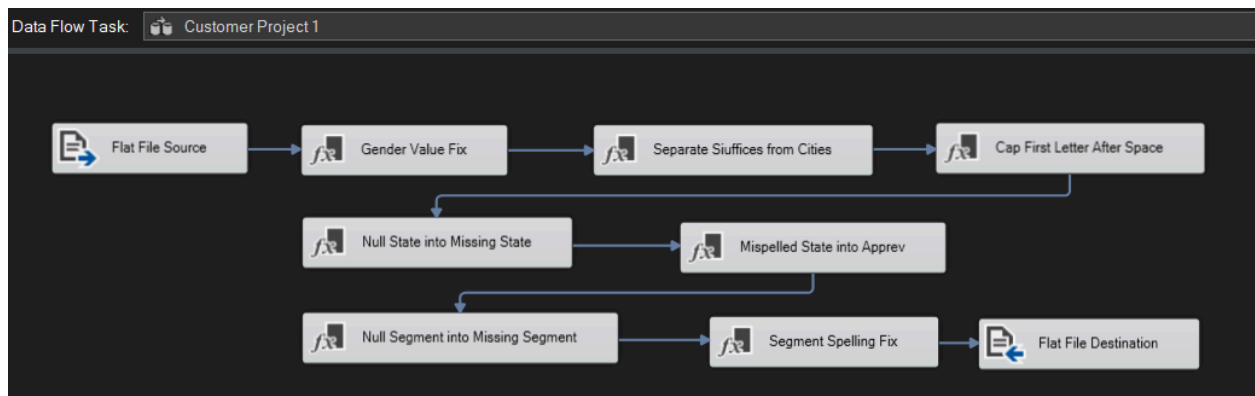 Data Flow Task: Customer Project 1
Flat File Source
Gender Value Fix
Separate Siuffices from Cities
Cap First Letter After Space
Null State into Missing State
Mispelled State into Apprev
Null Segment into Missing Segment
Segment Spelling Fix
Flat File Destination